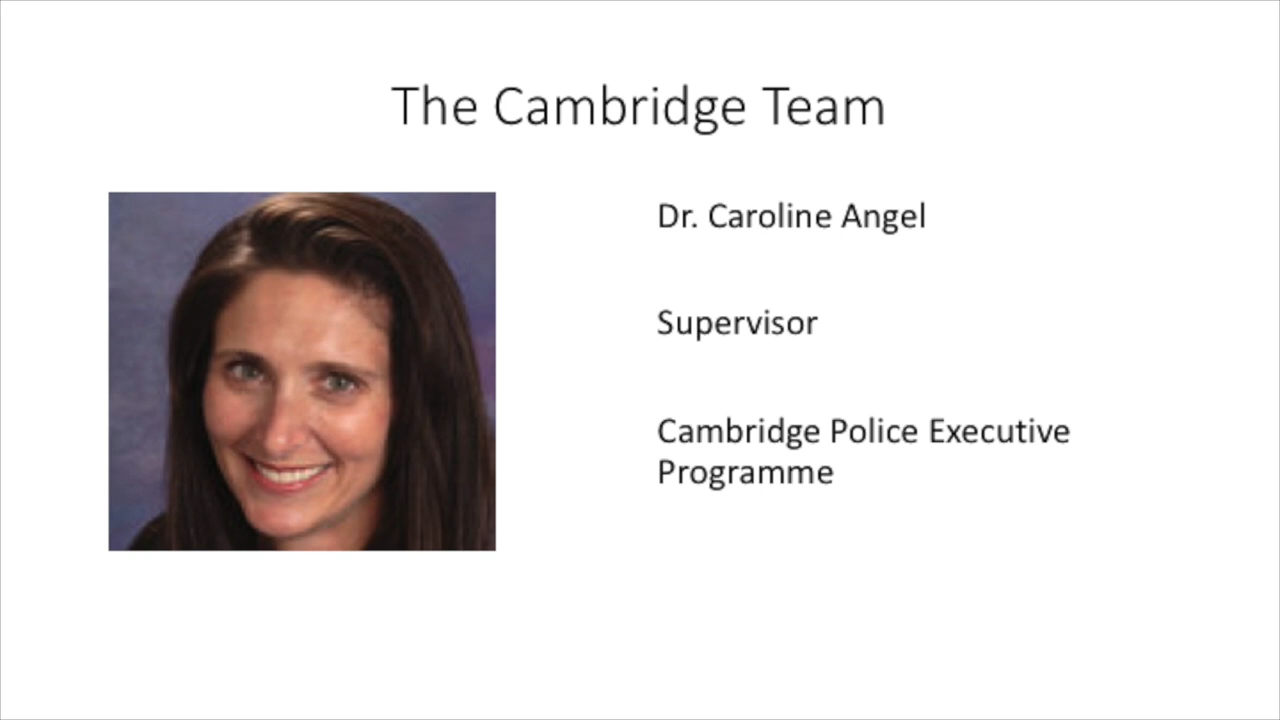 The Cambridge Team
Dr. Caroline Angel
Supervisor
Cambridge Police Executive
Programme